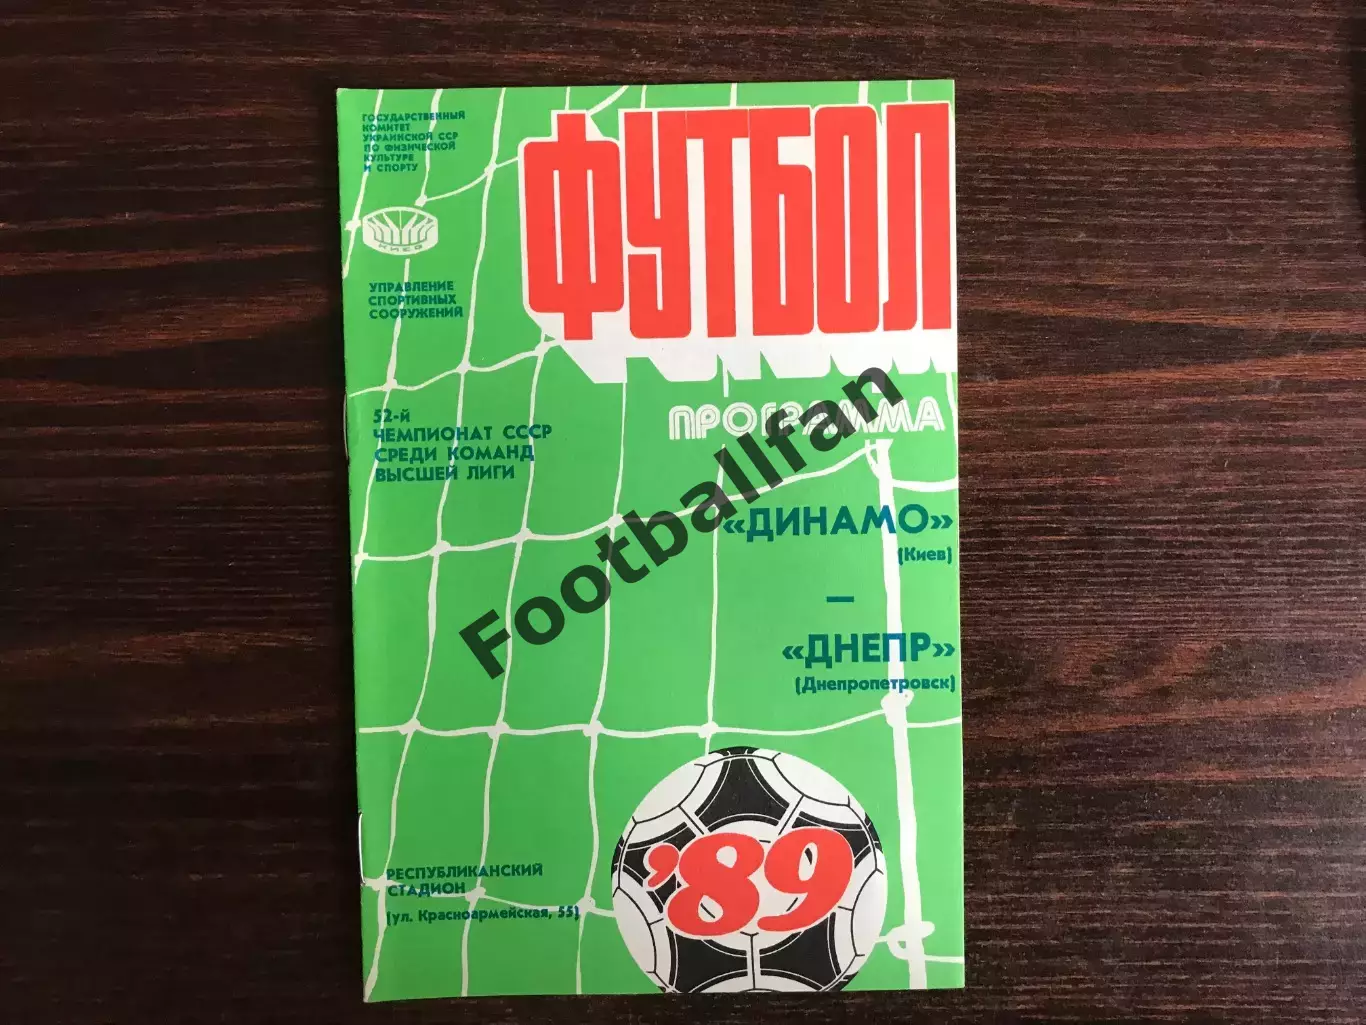 ГОСУДАРСТВЕННЫЙ
КОМИТЕТ
УКРАИНСКОЙ ССР
ПО ФИЗИЧЕСКОЙ
КУЛЬТУРЕ
И СПОРТУ
КИЕВ
УПРАВЛЕНИЕ
СПОРТИВНЫХ
СООРУЖЕНИЙ
ФУТБОЛ
ПРОГРАММА
52-й
ЧЕМПИОНАТ СССР
СРЕДИ КОМАНД
ВЫСШЕЙ ЛИГИ
«ДИНАМО»
(Киев)
—
«ДНЕПР»
(Днепропетровск)
Footballfan
'89
РЕСПУБЛИКАНСКИЙ
СТАДИОН
(ул. Красноармейская, 55)